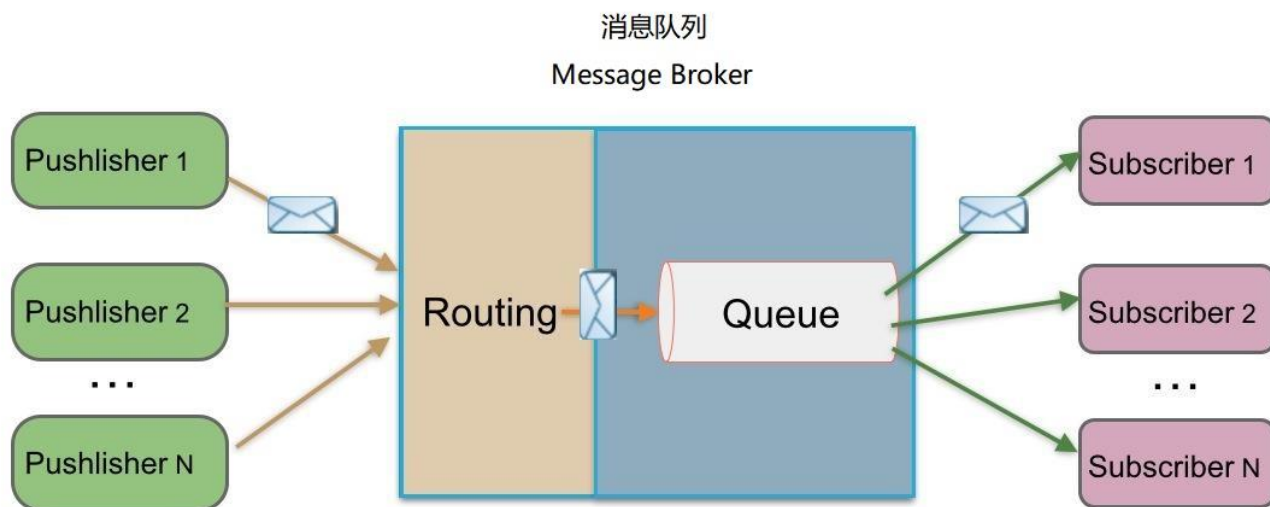 消息队列
Message Broker
Pushlisher 1
Pushlisher 2
...
Pushlisher N
Routing
Queue
Subscriber 1
Subscriber 2
...
Subscriber N